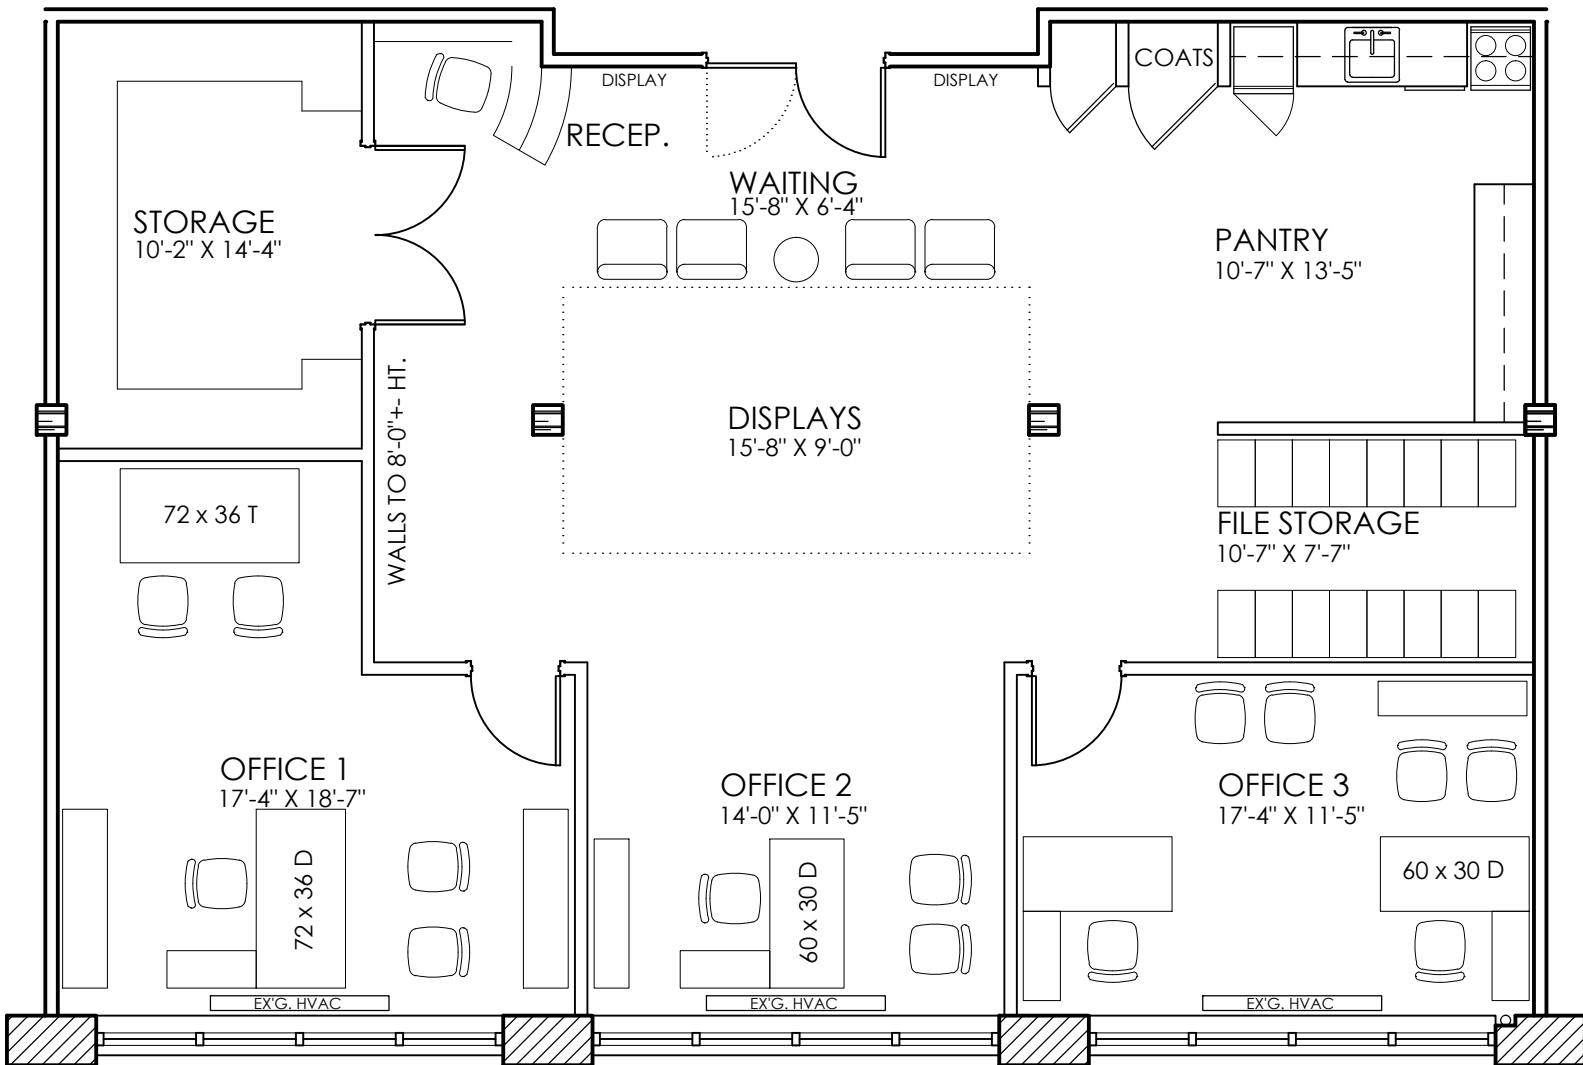 COATS
DISPLAY
DISPLAY
RECEP.
WAITING
15'-8" X 6'-4"
STORAGE
10'-2" X 14'-4"
PANTRY
10'-7" X 13'-5"
WALLS TO 8'-0"+- HT.
DISPLAYS
15'-8" X 9'-0"
72 x 36 T
FILE STORAGE
10'-7" X 7'-7"
OFFICE 1
17'-4" X 18'-7"
OFFICE 2
14'-0" X 11'-5"
OFFICE 3
17'-4" X 11'-5"
72 x 36 D
60 x 30 D
60 x 30 D
EX'G. HVAC
EX'G. HVAC
EX'G. HVAC